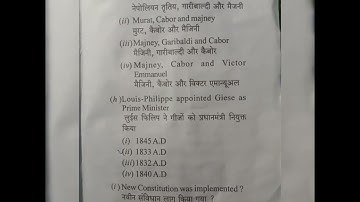 नेपोलियन तृतिय, गारीबाल्दी और मैजनी
(ii) Murat, Cabor and majney
मुरट, कैबोर और मैजिनी
(iii) Majney, Garibaldi and Cabor
मैजिनी, गारीबाल्दी और कैबोर
(iv) Majney, Cabor and Victor
Emmanuel
मैजिनी, कैबोर और विक्टर एमान्यूअल
(h) Louis-Philippe appointed Giese as
Prime Minister
लुईस फिलिप ने गीजों को प्रधानमंत्री नियुक्त
किया
(i) 1845 A.D
(ii) 1833 A.D
(iii) 1832 A.D
(iv) 1840 A.D
(i) New Constitution was implemented ?
नवीन संविधान लागू किया गया ?